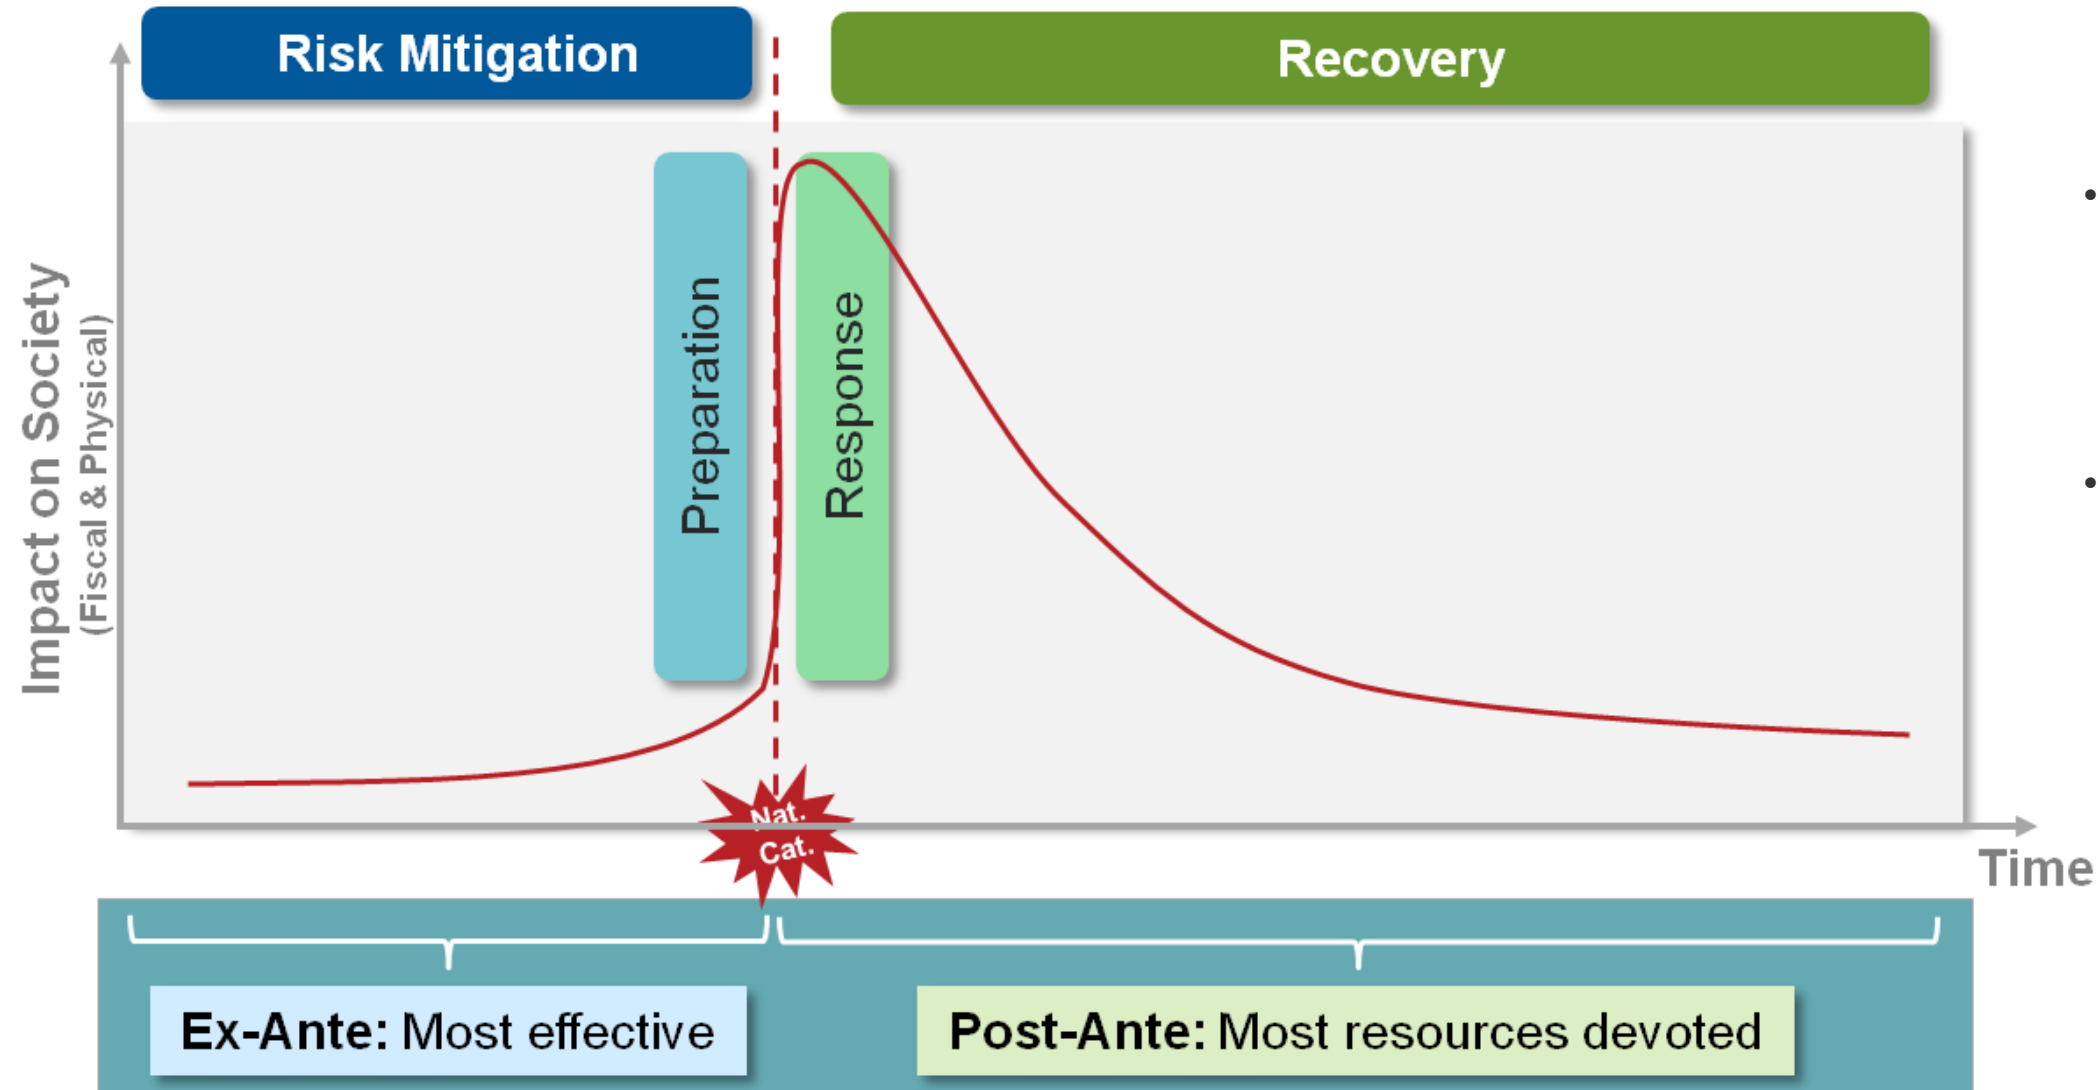 Risk Mitigation
Recovery
Impact on Society
(Fiscal & Physical)
Preparation
Response
Nat.
Cat.
Time
Ex-Ante: Most effective
Post-Ante: Most resources devoted